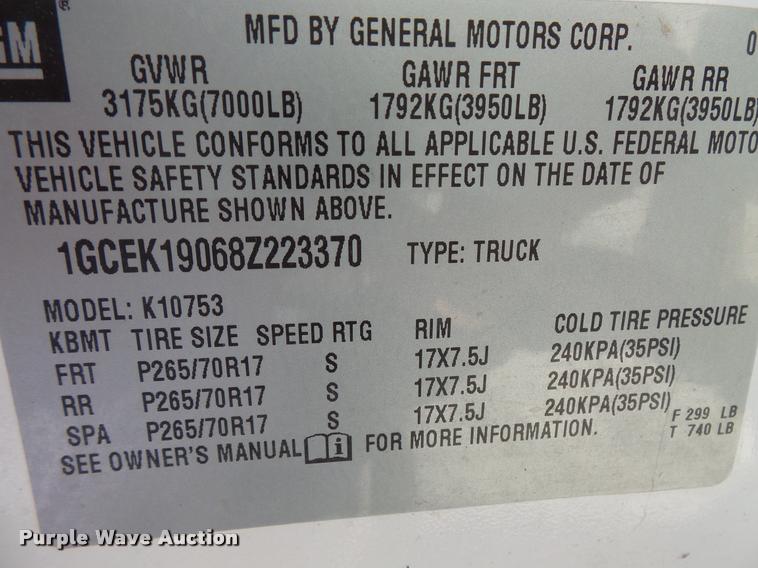 GM ®
MFD BY GENERAL MOTORS CORP. 0
GVWR GAWR FRT GAWR RR
3175KG(7000LB) 1792KG(3950LB) 1792KG(3950LB)
THIS VEHICLE CONFORMS TO ALL APPLICABLE U.S. FEDERAL MOTO
VEHICLE SAFETY STANDARDS IN EFFECT ON THE DATE OF
MANUFACTURE SHOWN ABOVE.
1GCEK19068Z223370 TYPE: TRUCK
MODEL: K10753
KBMT TIRE SIZE SPEED RTG RIM COLD TIRE PRESSURE
FRT P265/70R17 S 17X7.5J 240KPA(35PSI)
RR P265/70R17 S 17X7.5J 240KPA(35PSI)
SPA P265/70R17 S 17X7.5J 240KPA(35PSI) F 299 LB
SEE OWNER'S MANUAL i FOR MORE INFORMATION. T 740 LB
Purple Wave Auction